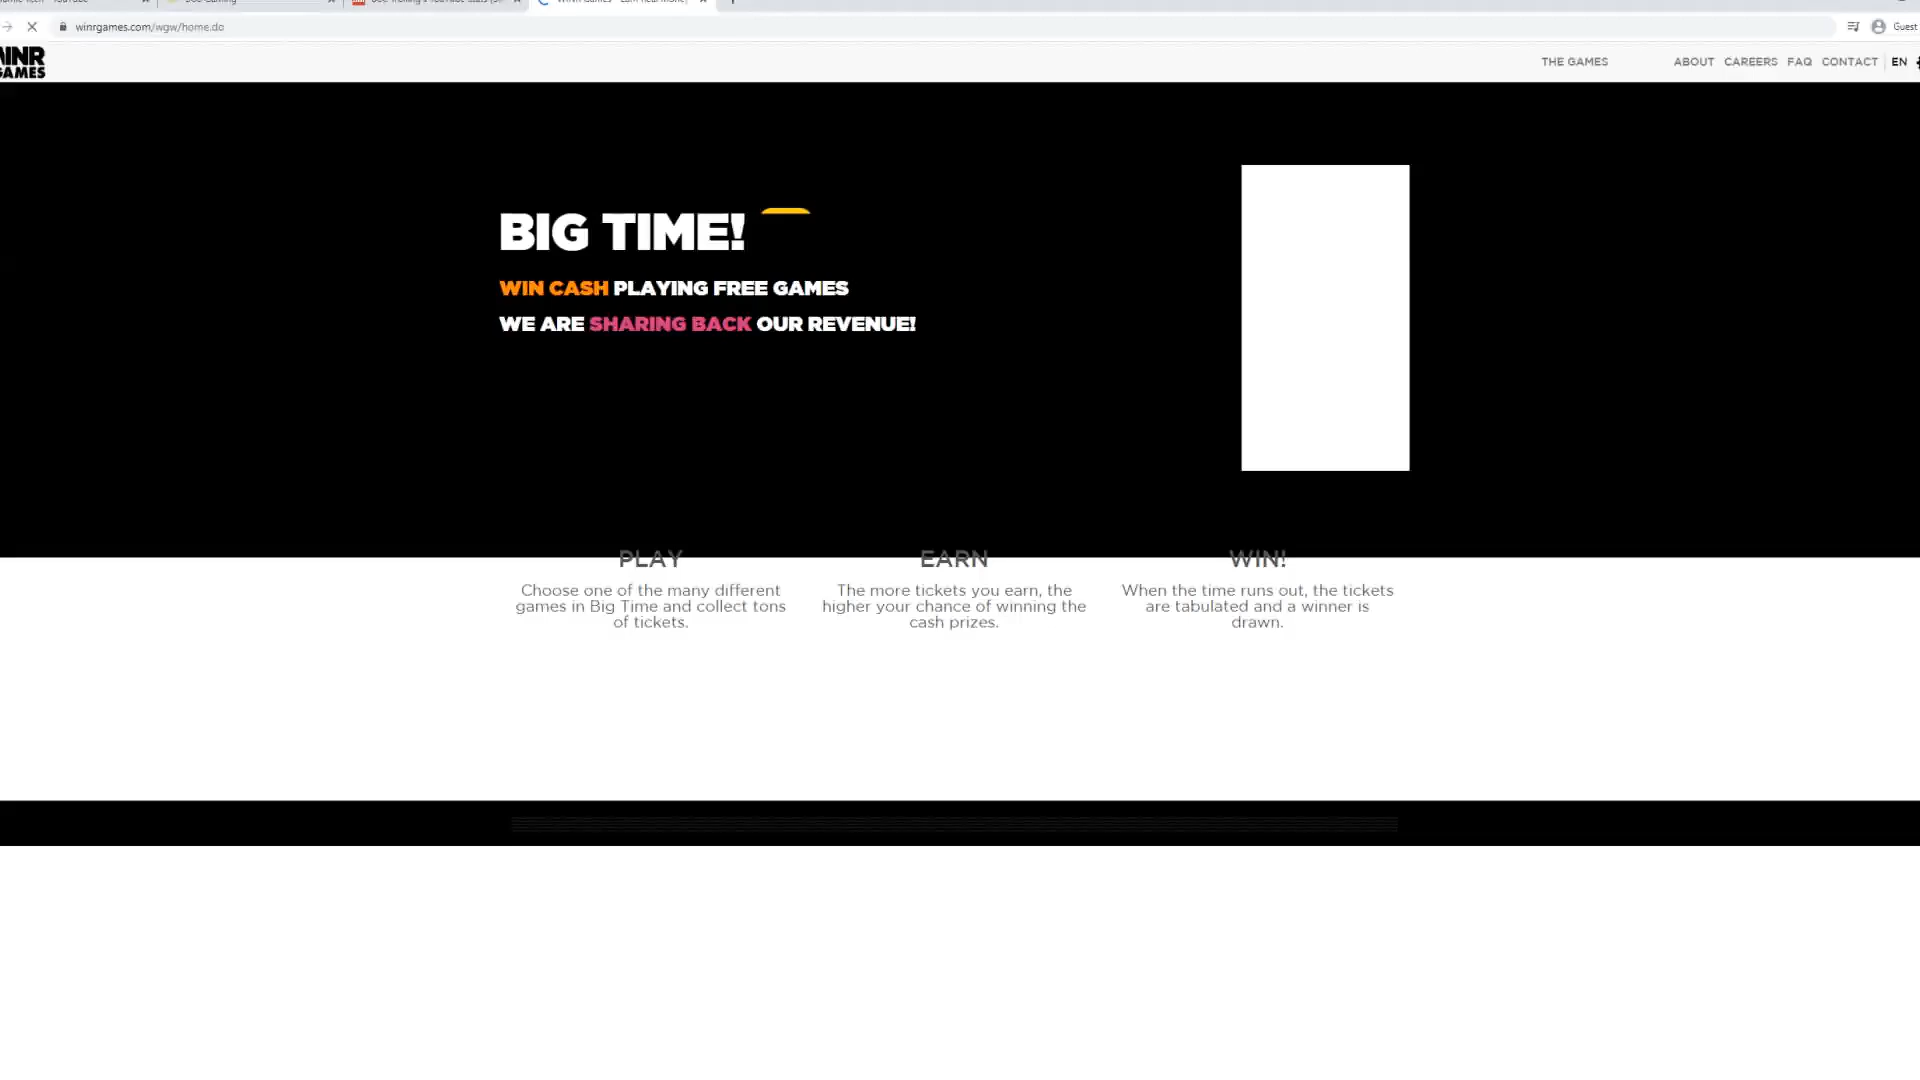 winrgames.com/wgw/home.do
Guest
THE GAMES
ABOUT
CAREERS
FAQ
CONTACT
EN
BIG TIME!
WIN CASH PLAYING FREE GAMES
WE ARE SHARING BACK OUR REVENUE!
PLAY
Choose one of the many different
games in Big Time and collect tons
of tickets.
EARN
The more tickets you earn, the
higher your chance of winning the
cash prizes.
WIN!
When the time runs out, the tickets
are tabulated and a winner is
drawn.